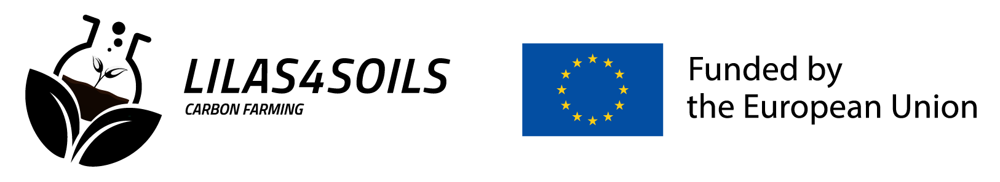 LILAS4SOILS
CARBON FARMING
Funded by
the European Union